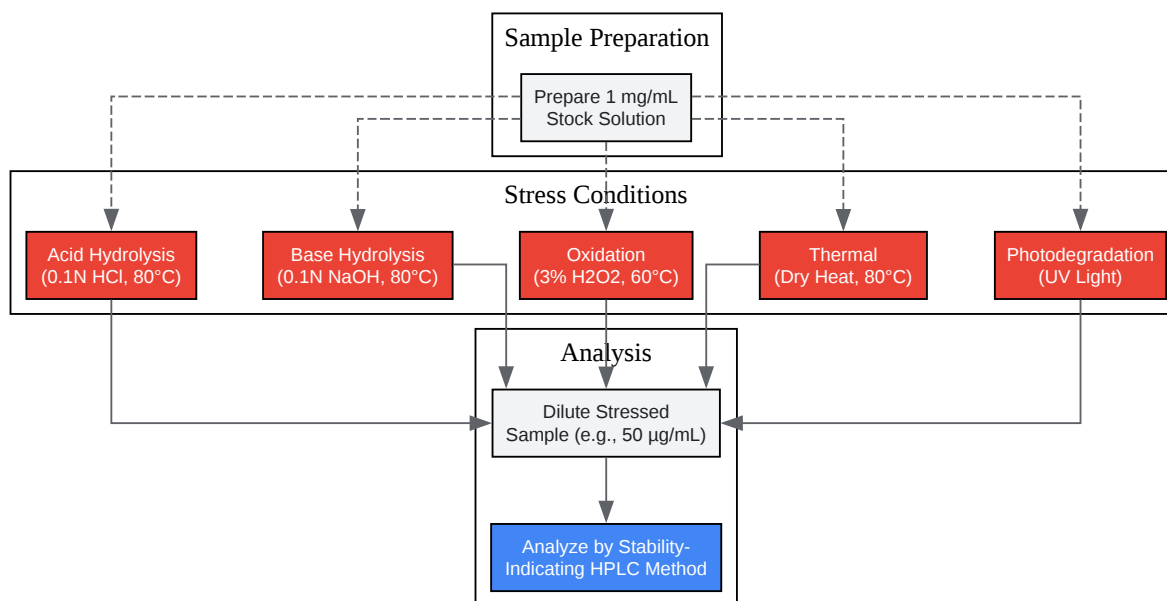 Sample Preparation
Prepare 1 mg/mL
Stock Solution
Stress Conditions
Acid Hydrolysis
(0.1N HCl, 80°C)
Base Hydrolysis
(0.1N NaOH, 80°C)
Oxidation
(3% H2O2, 60°C)
Thermal
(Dry Heat, 80°C)
Photodegradation
(UV Light)
Analysis
Dilute Stressed
Sample (e.g., 50 µg/mL)
Analyze by Stability-
Indicating HPLC Method